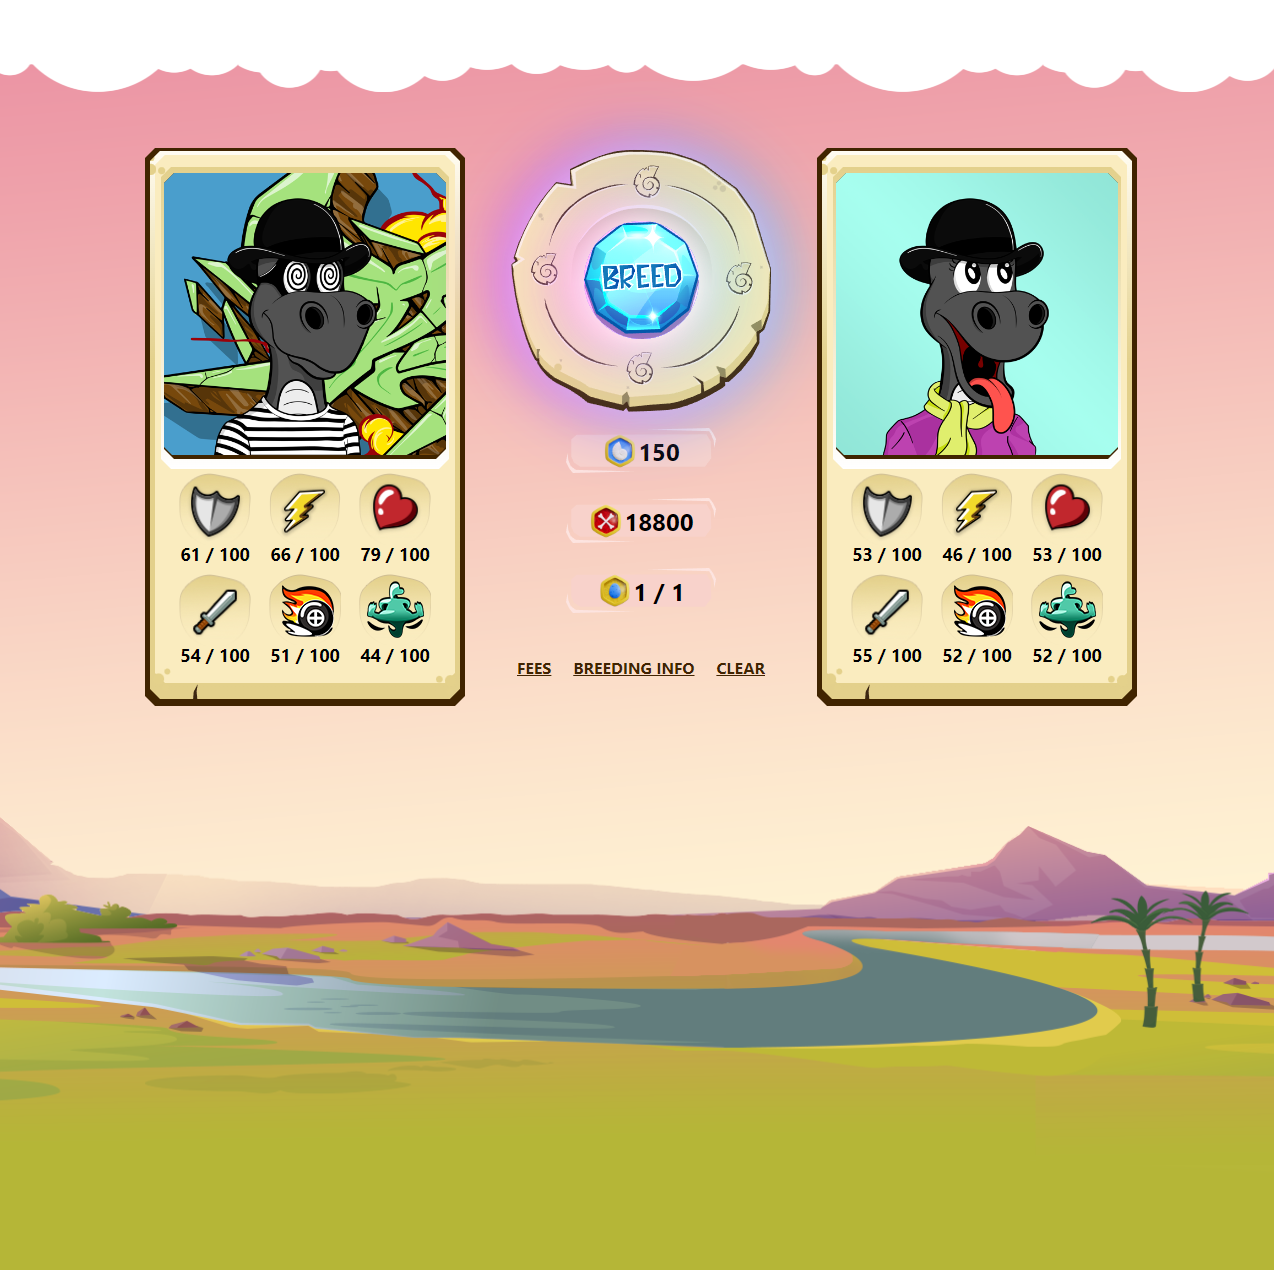 BREED
150
18800
1 / 1
FEES BREEDING INFO CLEAR
61 / 100 66 / 100 79 / 100
54 / 100 51 / 100 44 / 100
53 / 100 46 / 100 53 / 100
55 / 100 52 / 100 52 / 100